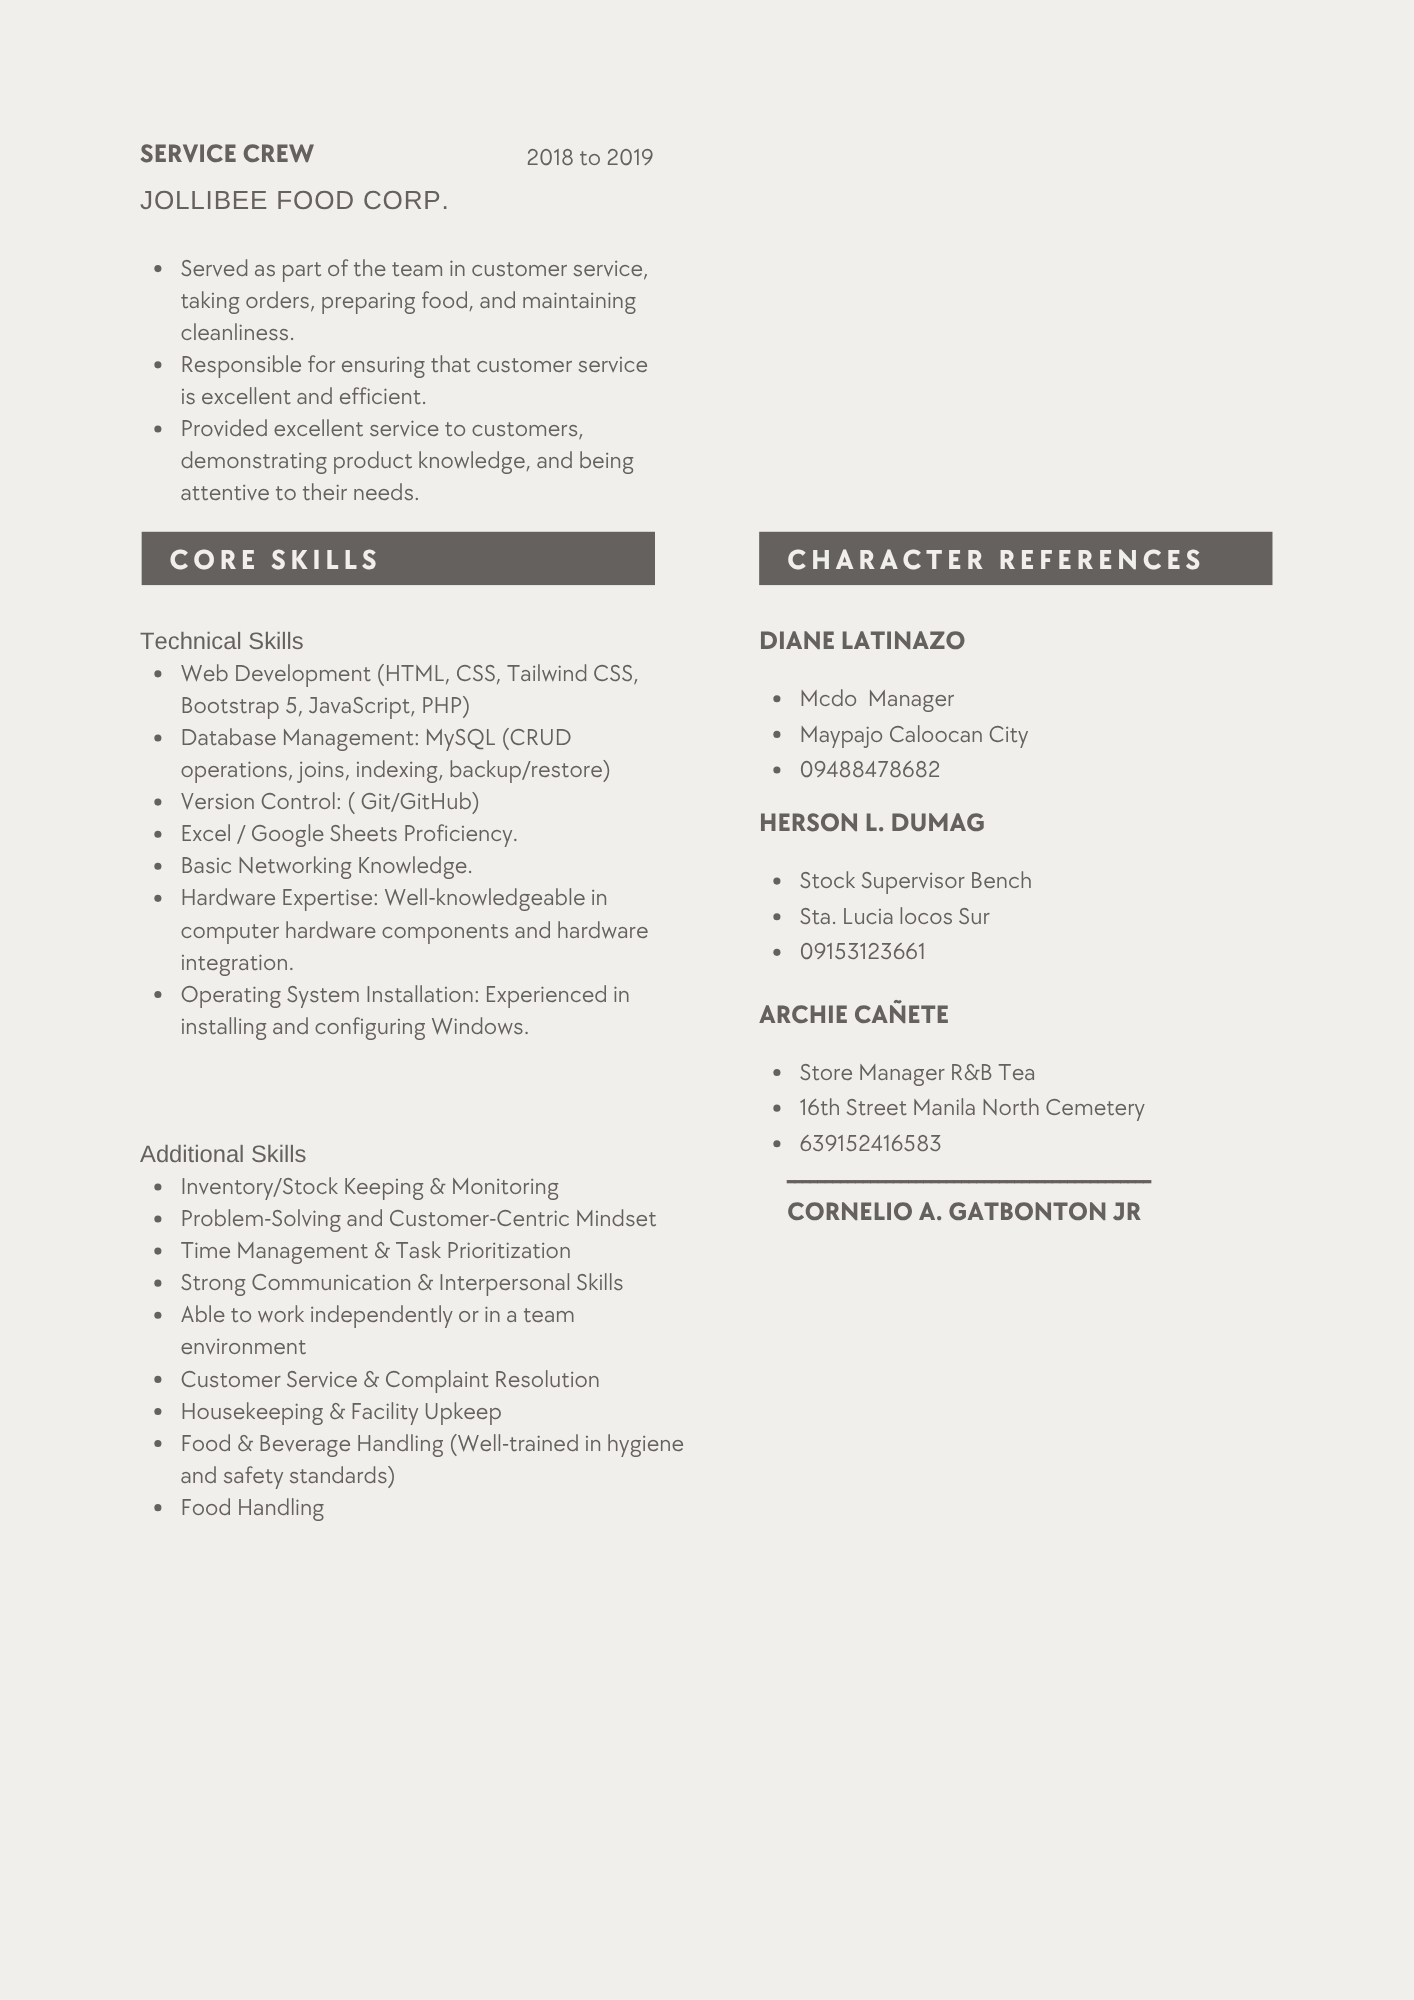 SERVICE CREW
2018 to 2019
JOLLIBEE FOOD CORP.
• Served as part of the team in customer service,
taking orders, preparing food, and maintaining
cleanliness.
• Responsible for ensuring that customer service
is excellent and efficient.
• Provided excellent service to customers,
demonstrating product knowledge, and being
attentive to their needs.
CORE SKILLS
Technical Skills
• Web Development (HTML, CSS, Tailwind CSS,
Bootstrap 5, JavaScript, PHP)
• Database Management: MySQL (CRUD
operations, joins, indexing, backup/restore)
• Version Control: ( Git/GitHub)
• Excel / Google Sheets Proficiency.
• Basic Networking Knowledge.
• Hardware Expertise: Well-knowledgeable in
computer hardware components and hardware
integration.
• Operating System Installation: Experienced in
installing and configuring Windows.
Additional Skills
• Inventory/Stock Keeping & Monitoring
• Problem-Solving and Customer-Centric Mindset
• Time Management & Task Prioritization
• Strong Communication & Interpersonal Skills
• Able to work independently or in a team
environment
• Customer Service & Complaint Resolution
• Housekeeping & Facility Upkeep
• Food & Beverage Handling (Well-trained in hygiene
and safety standards)
• Food Handling
CHARACTER REFERENCES
DIANE LATINAZO
• Mcdo  Manager
• Maypajo Caloocan City
• 09488478682
HERSON L. DUMAG
• Stock Supervisor Bench
• Sta. Lucia locos Sur
• 09153123661
ARCHIE CAÑETE
• Store Manager R&B Tea
• 16th Street Manila North Cemetery
• 639152416583
CORNELIO A. GATBONTON JR